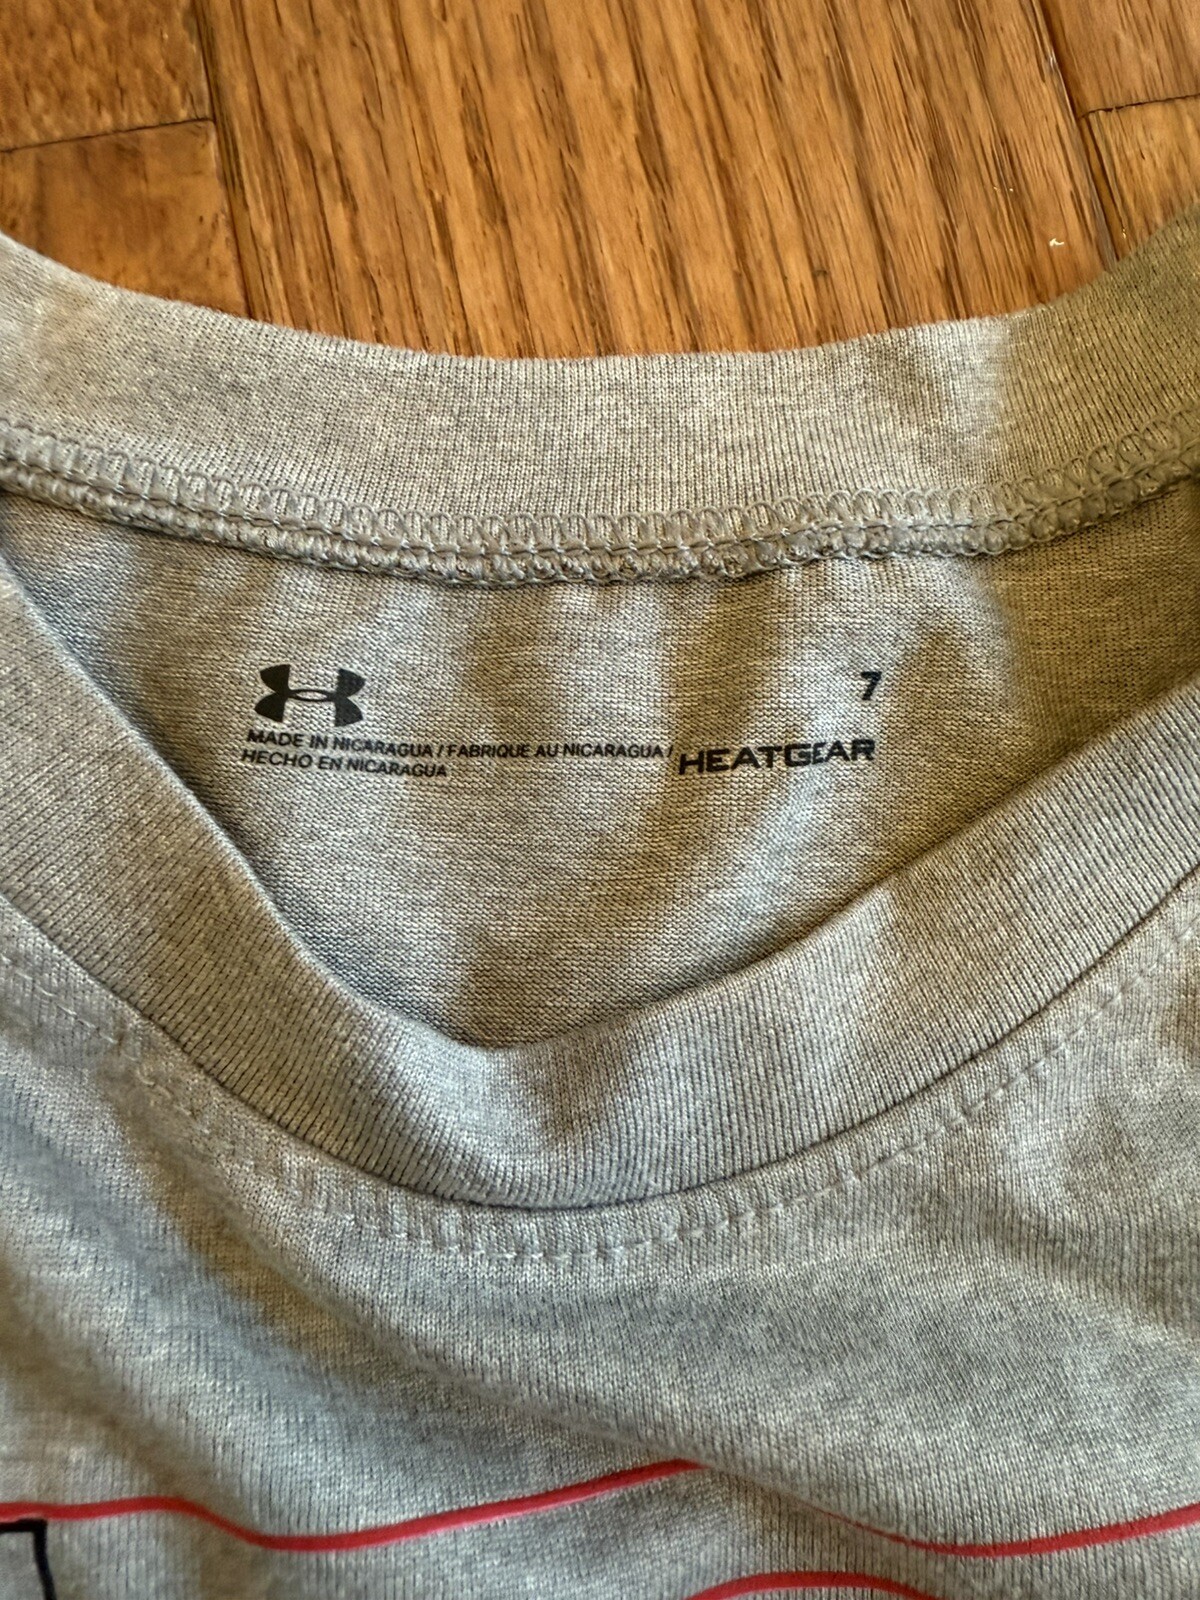 7
MADE IN NICARAGUA / FABRIQUE AU NICARAGUA /
HECHO EN NICARAGUA
HEATGEAR